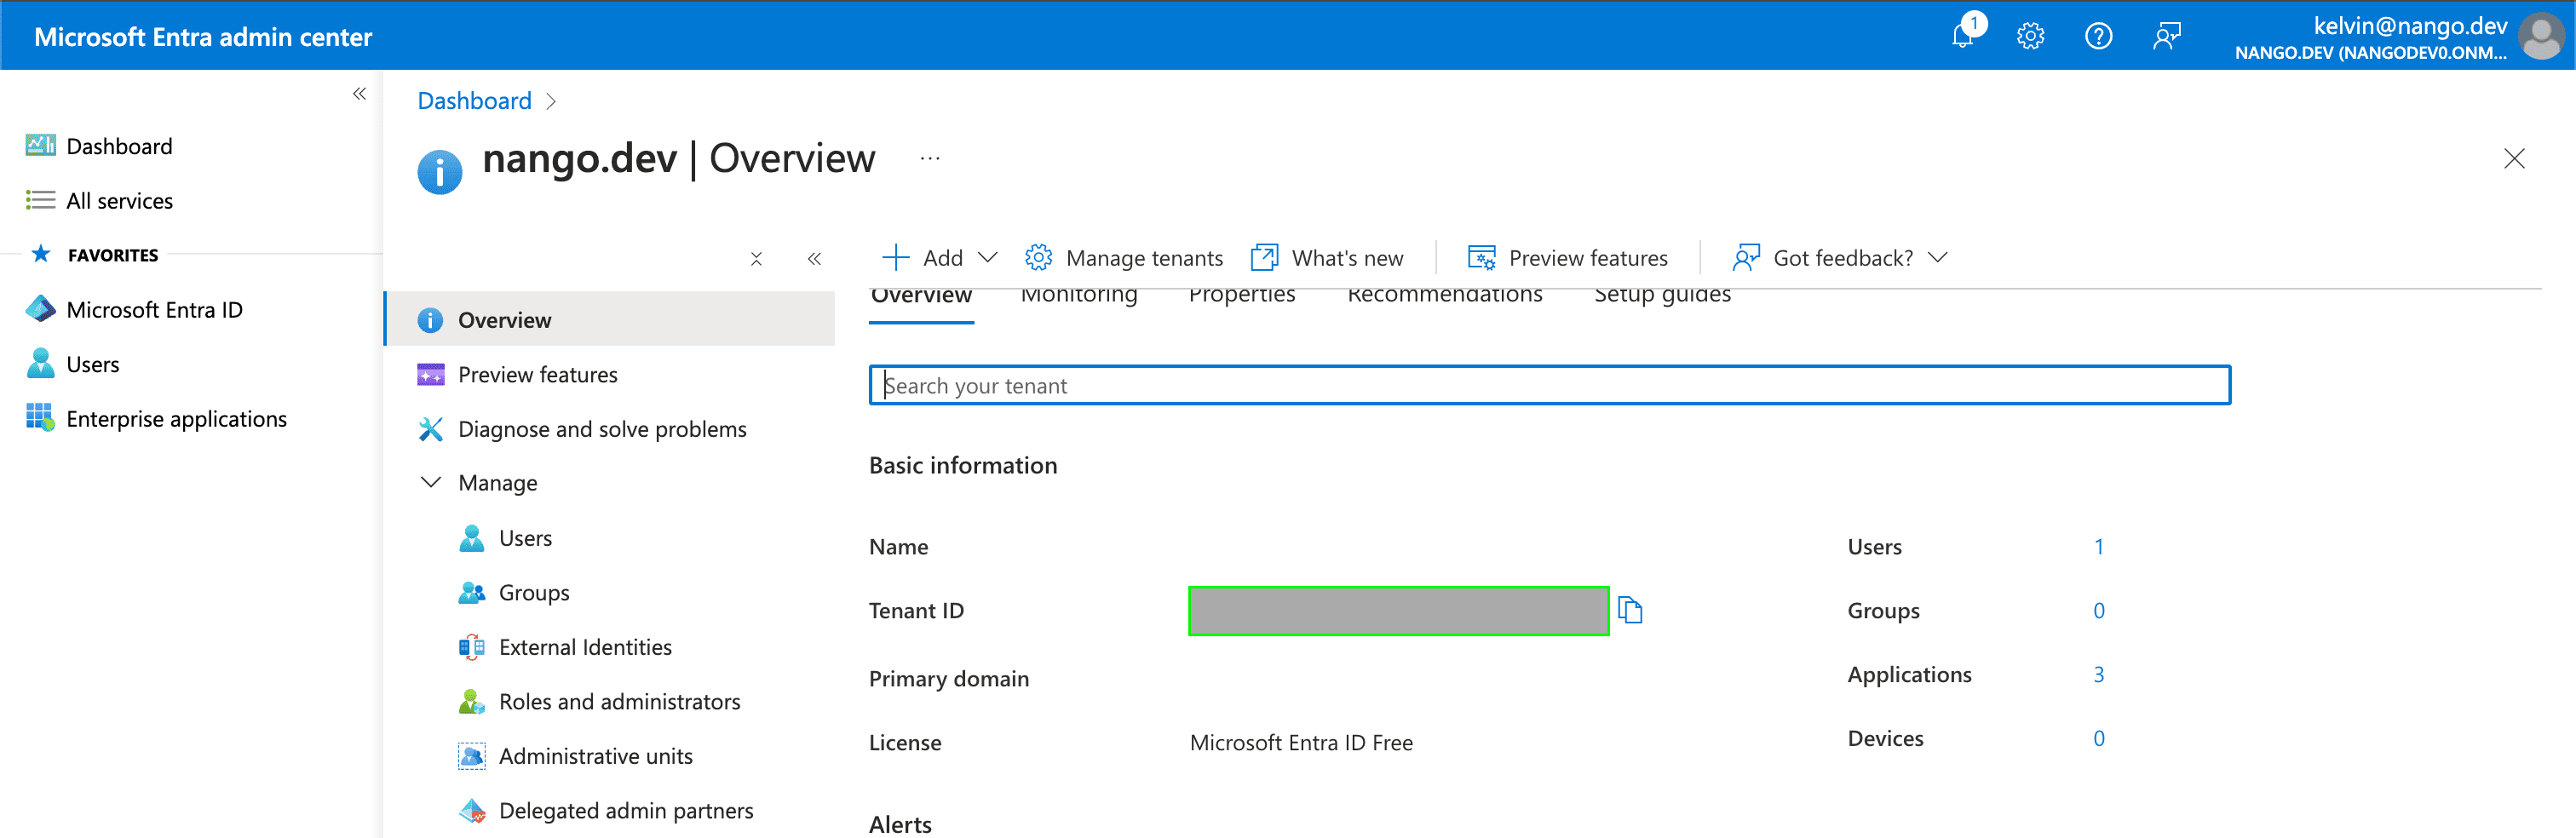 Microsoft Entra admin center
1
kelvin@nango.dev
NANGO.DEV (NANGODEV0.ONM...
Dashboard
All services
FAVORITES
Microsoft Entra ID
Users
Enterprise applications
Dashboard
nango.dev | Overview ...
Add
Manage tenants
What's new
Preview features
Got feedback?
Overview
Preview features
Diagnose and solve problems
Manage
Users
Groups
External Identities
Roles and administrators
Administrative units
Delegated admin partners
Overview
Monitoring
Properties
Recommendations
Setup guides
Search your tenant
Basic information
Name
Tenant ID
Primary domain
License Microsoft Entra ID Free
Users 1
Groups 0
Applications 3
Devices 0
Alerts